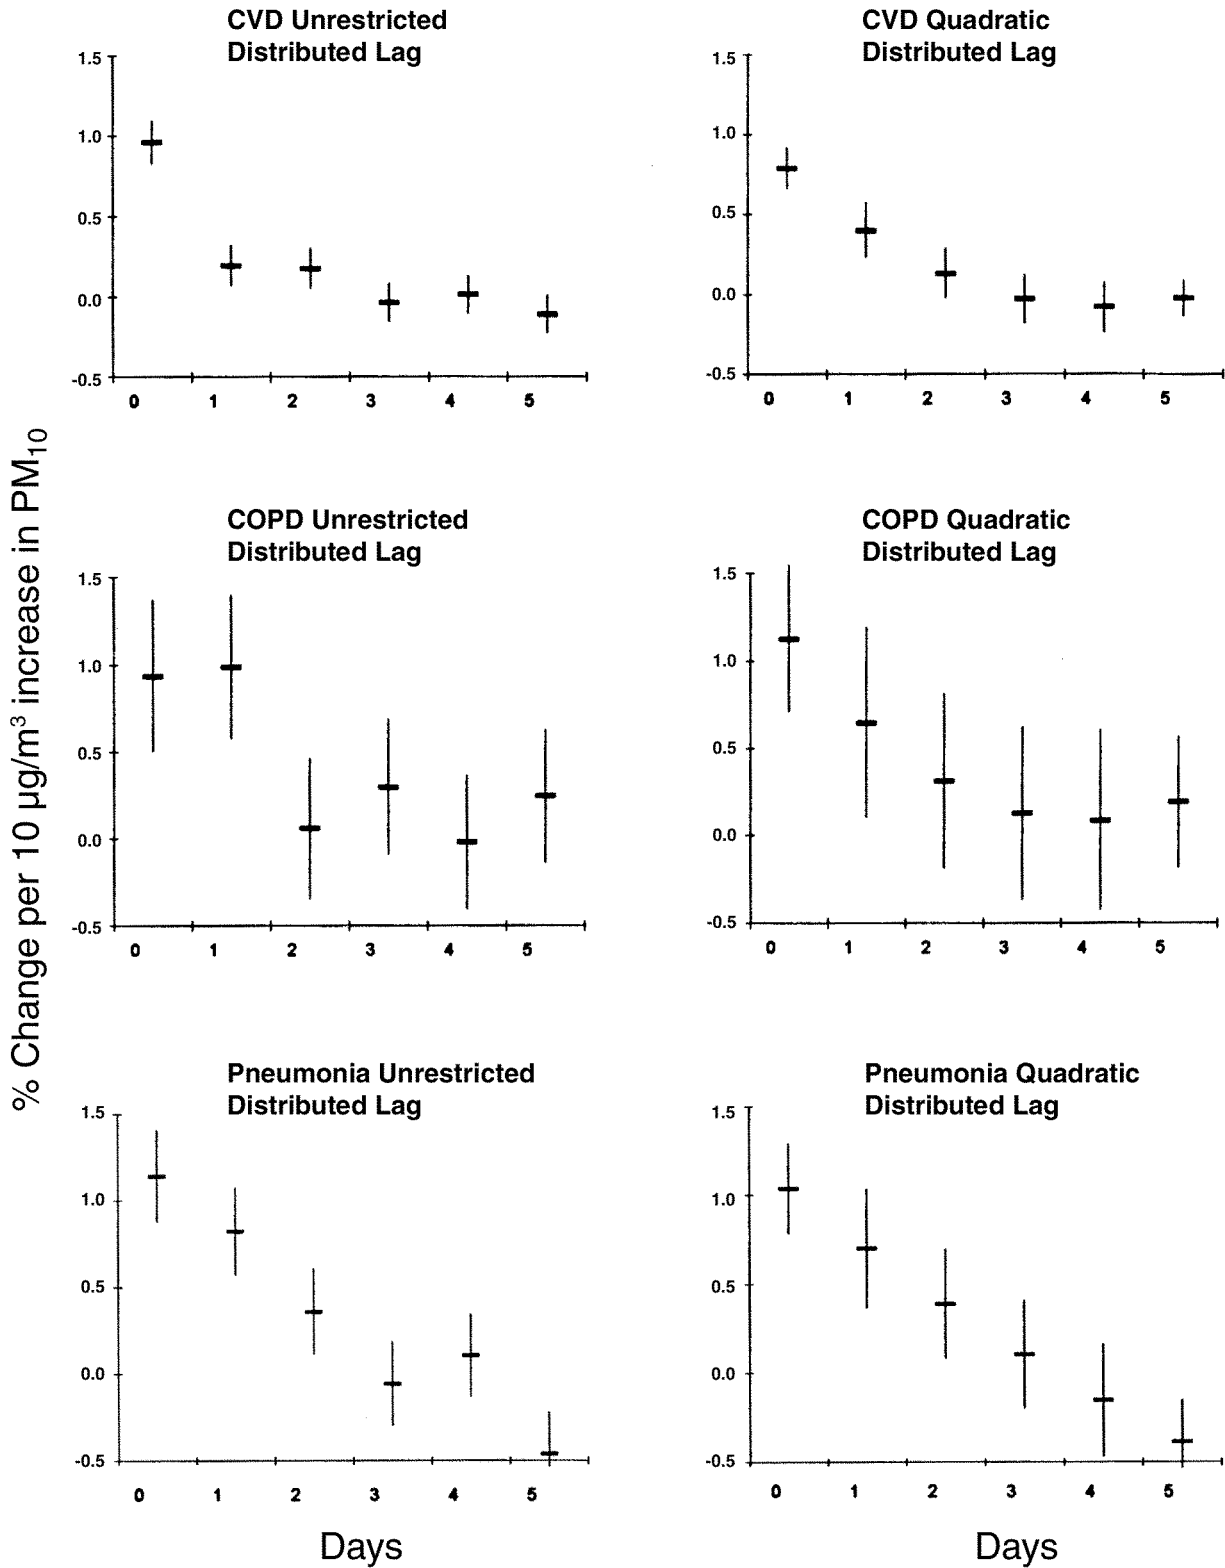 CVD Unrestricted
Distributed Lag
1.5
1.0
0.5
0.0
-0.5
0 1 2 3 4 5
CVD Quadratic
Distributed Lag
1.5
1.0
0.5
0.0
-0.5
0 1 2 3 4 5
% Change per 10 µg/m³ increase in PM₁₀
COPD Unrestricted
Distributed Lag
1.5
1.0
0.5
0.0
-0.5
0 1 2 3 4 5
COPD Quadratic
Distributed Lag
1.5
1.0
0.5
0.0
-0.5
0 1 2 3 4 5
Pneumonia Unrestricted
Distributed Lag
1.5
1.0
0.5
0.0
-0.5
0 1 2 3 4 5
Days
Pneumonia Quadratic
Distributed Lag
1.5
1.0
0.5
0.0
-0.5
0 1 2 3 4 5
Days